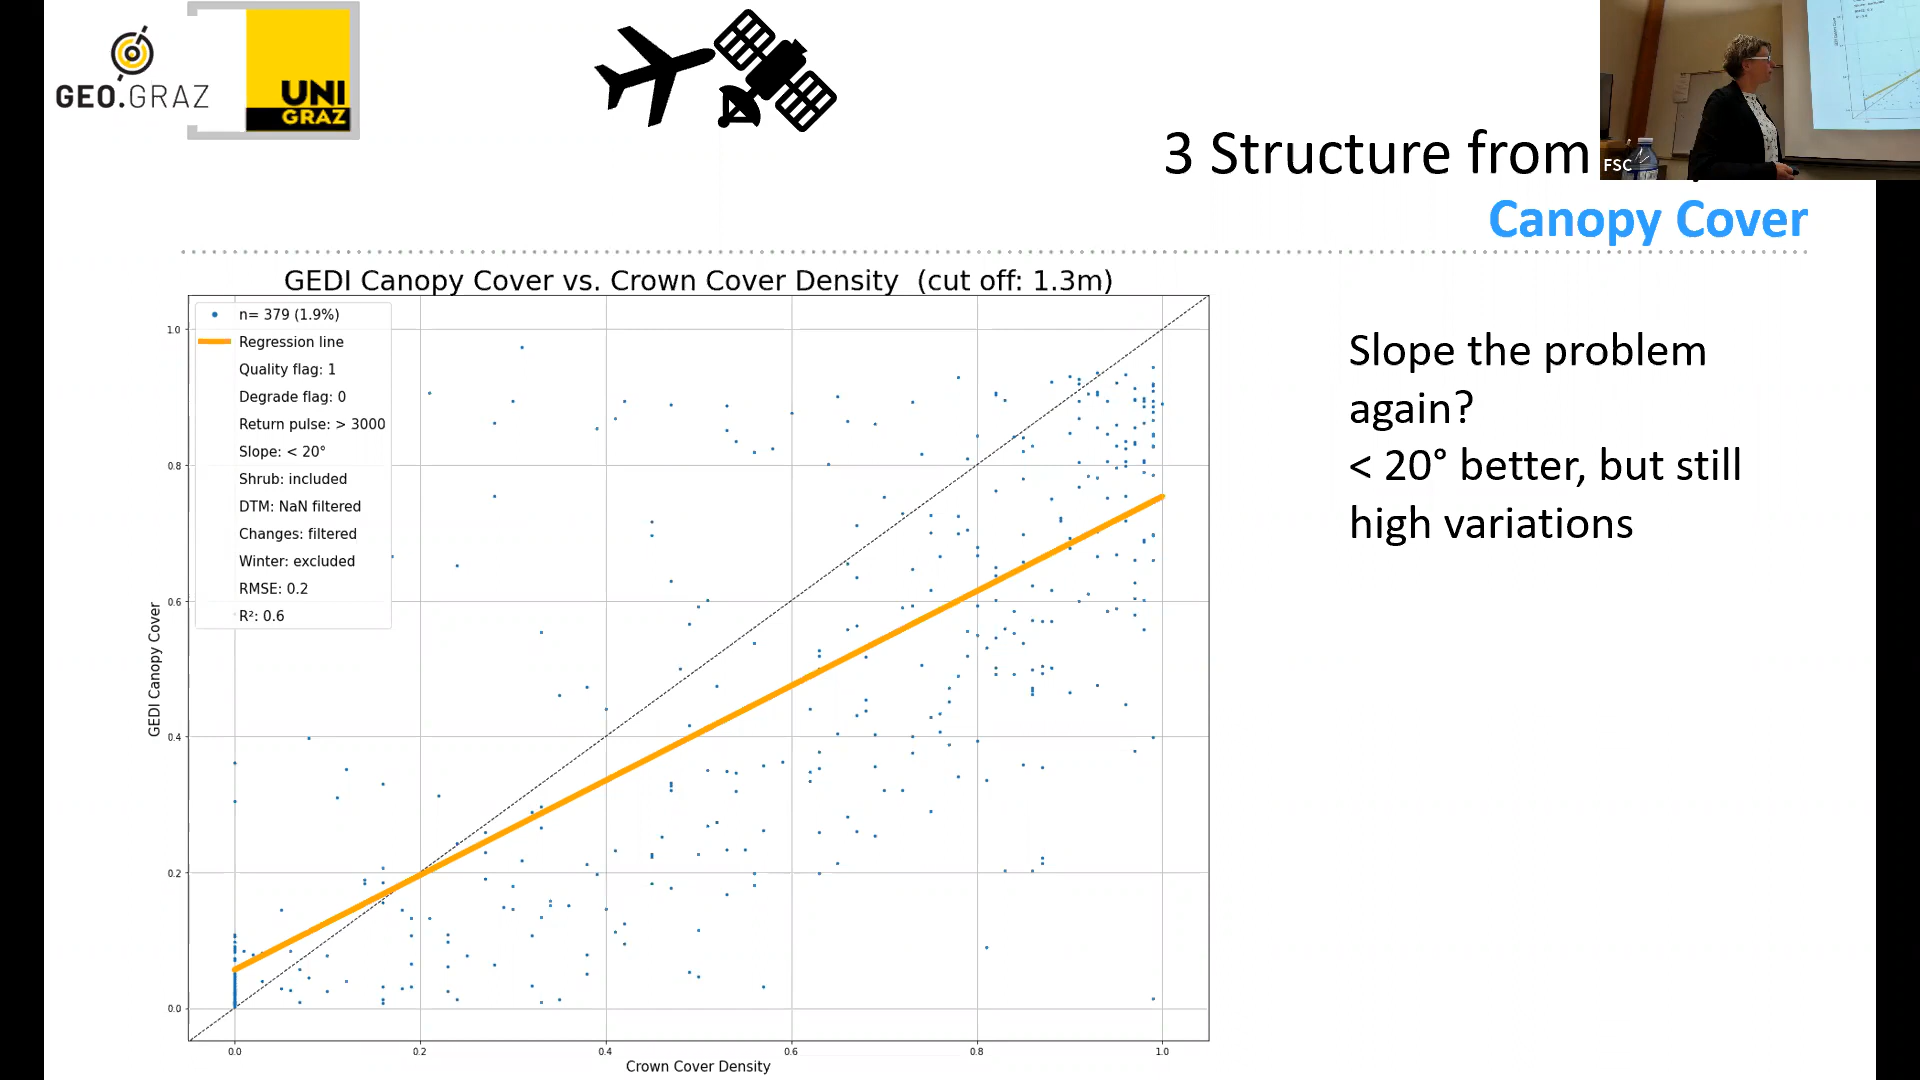 GEO.GRAZ
UNI
GRAZ
3 Structure from
Canopy Cover
FSC
GEDI Canopy Cover vs. Crown Cover Density (cut off: 1.3m)
n= 379 (1.9%)
Regression line
Quality flag: 1
Degrade flag: 0
Return pulse: > 3000
Slope: < 20°
Shrub: included
DTM: NaN filtered
Changes: filtered
Winter: excluded
RMSE: 0.2
R²: 0.6
1.0
0.8
0.6
0.4
0.2
0.0
GEDI Canopy Cover
0.0
0.2
0.4
0.6
0.8
1.0
Crown Cover Density
Slope the problem
again?
< 20° better, but still
high variations